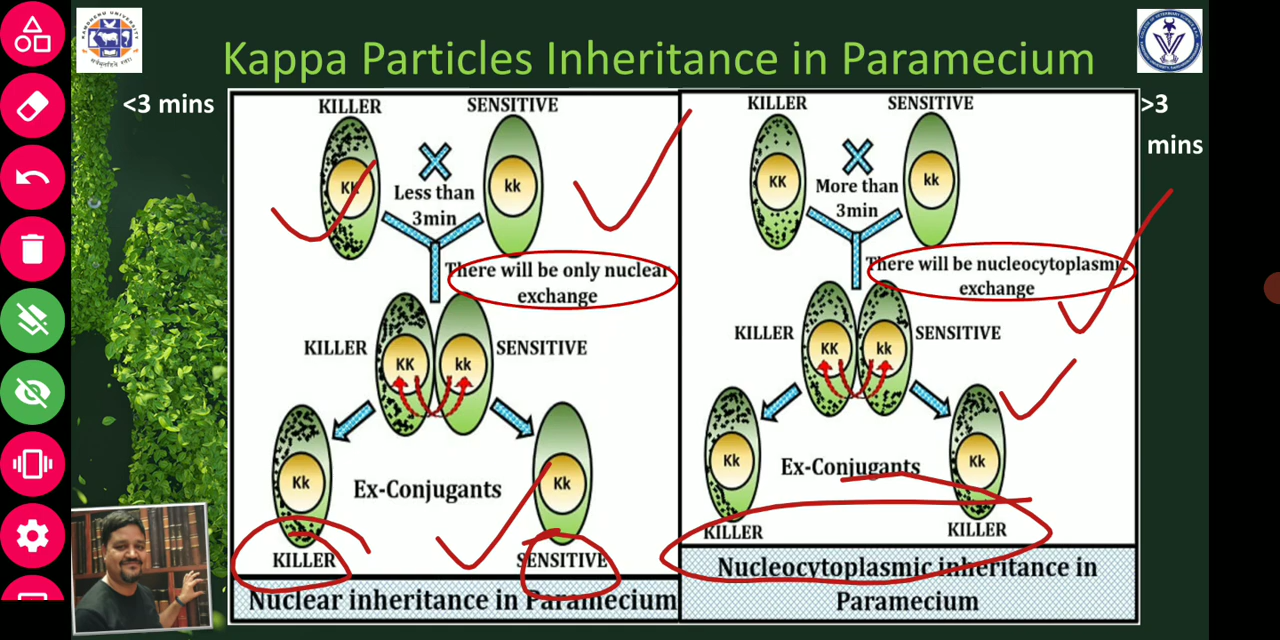 Kappa Particles Inheritance in Paramecium
<3 mins
KILLER
SENSITIVE
KK
kk
Less than
3min
There will be only nuclear
exchange
KILLER
KK
kk
SENSITIVE
Kk
Ex-Conjugants
Kk
KILLER
SENSITIVE
Nuclear inheritance in Paramecium
>3
mins
KILLER
SENSITIVE
KK
kk
More than
3min
There will be nucleocytoplasmic
exchange
KILLER
KK
kk
SENSITIVE
Kk
Ex-Conjugants
Kk
KILLER
KILLER
Nucleocytoplasmic inheritance in
Paramecium